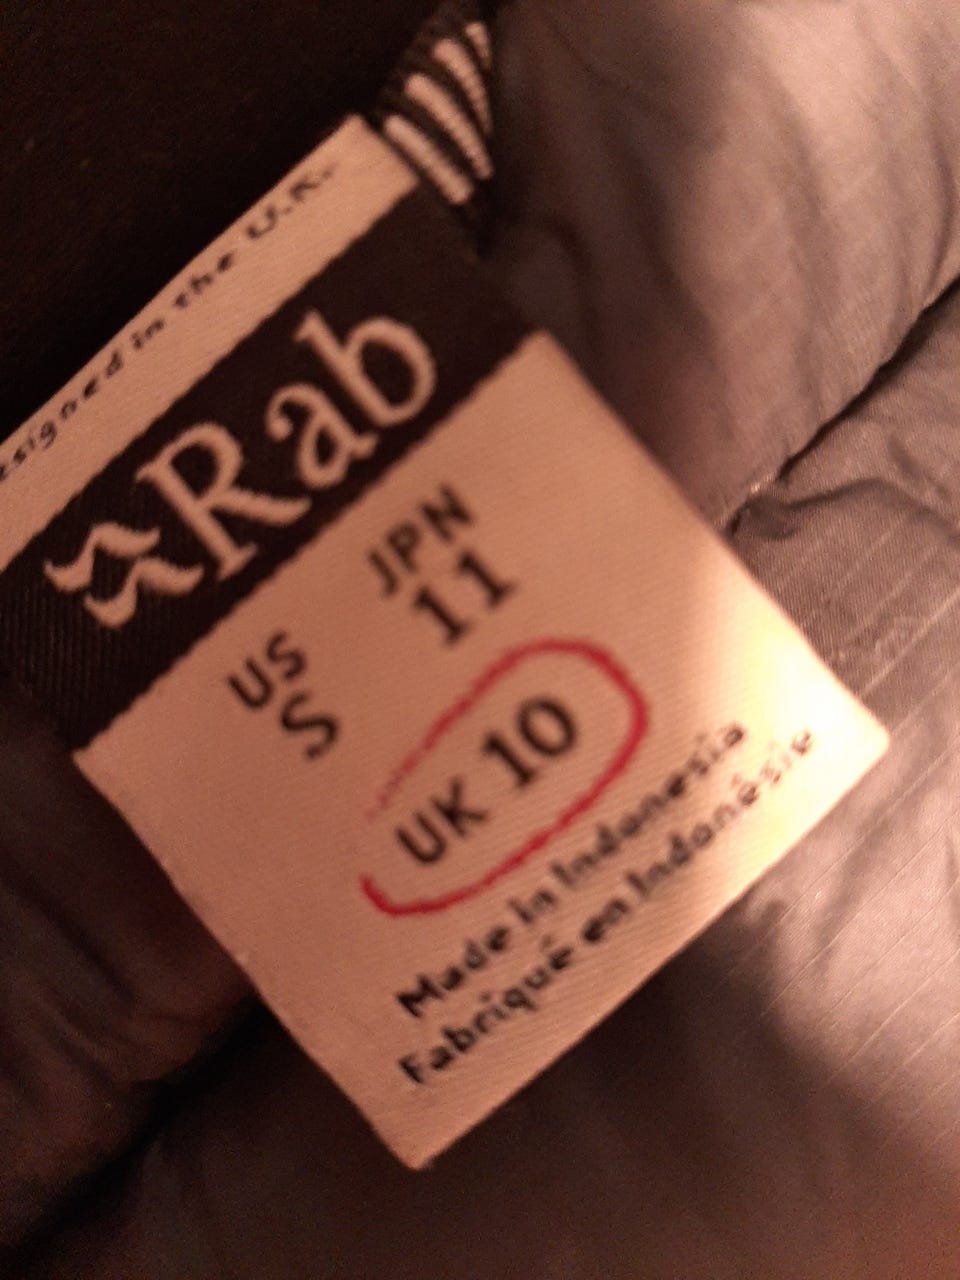 esigned in the U.K.
Rab
JPN
11
US
S
UK 10
Made in Indonesia
Fabriqué en Indonésie